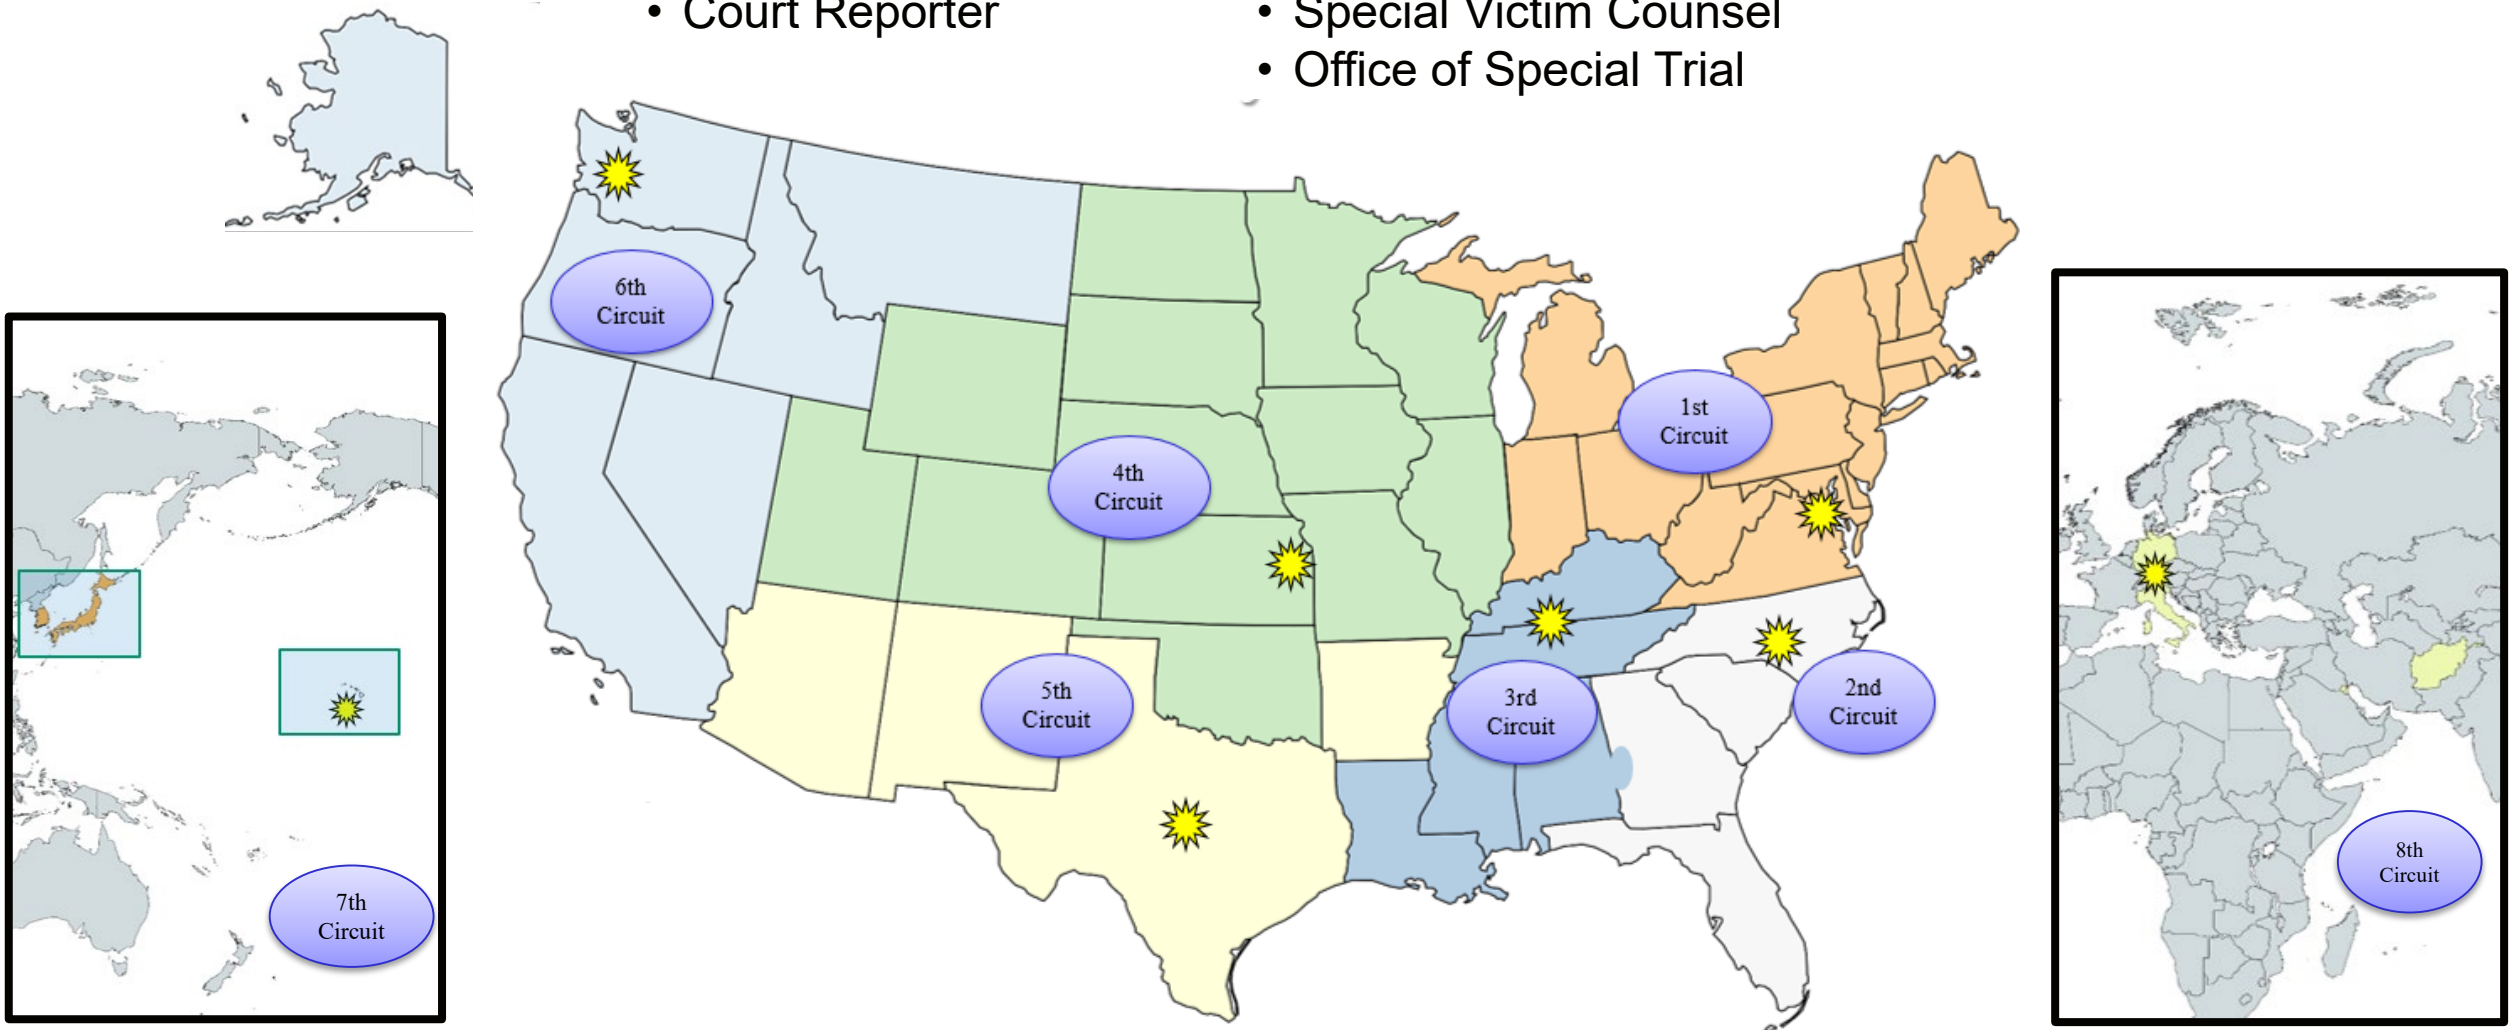 • Court Reporter
• Special Victim Counsel
• Office of Special Trial
6th
Circuit
1st
Circuit
4th
Circuit
5th
Circuit
3rd
Circuit
2nd
Circuit
7th
Circuit
8th
Circuit